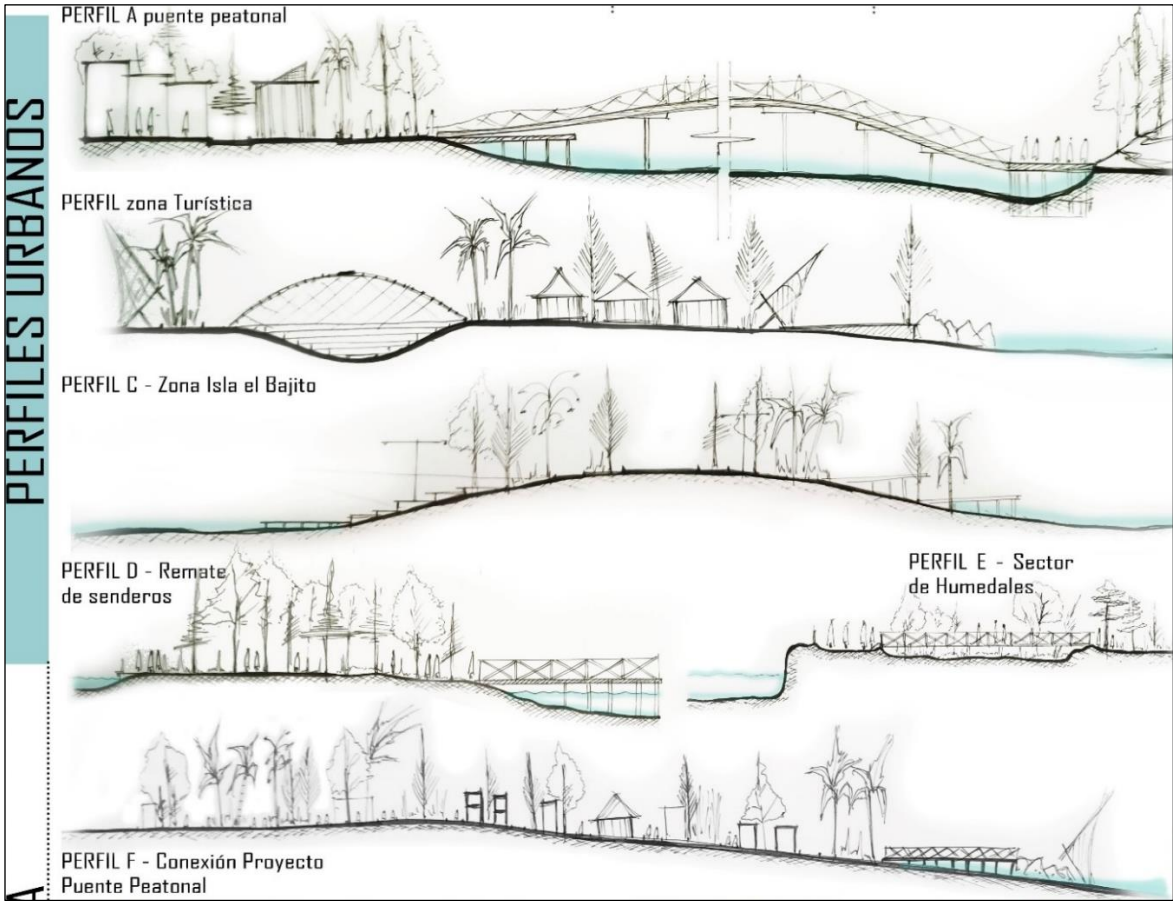 PERFILES URBANOS
PERFIL A puente peatonal
PERFIL zona Turística
PERFIL C - Zona Isla el Bajito
PERFIL D - Remate
de senderos
PERFIL E - Sector
de Humedales
PERFIL F - Conexión Proyecto
Puente Peatonal
A